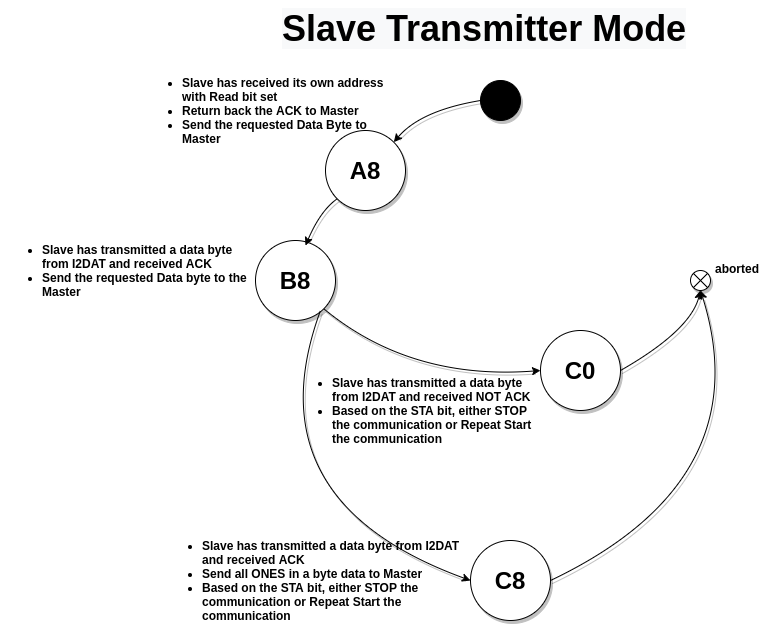 Slave Transmitter Mode
• Slave has received its own address
with Read bit set
• Return back the ACK to Master
• Send the requested Data Byte to
Master
A8
• Slave has transmitted a data byte
from I2DAT and received ACK
• Send the requested Data byte to the
Master
B8
aborted
C0
• Slave has transmitted a data byte
from I2DAT and received NOT ACK
• Based on the STA bit, either STOP
the communication or Repeat Start
the communication
• Slave has transmitted a data byte from I2DAT
and received ACK
• Send all ONES in a byte data to Master
• Based on the STA bit, either STOP the
communication or Repeat Start the
communication
C8